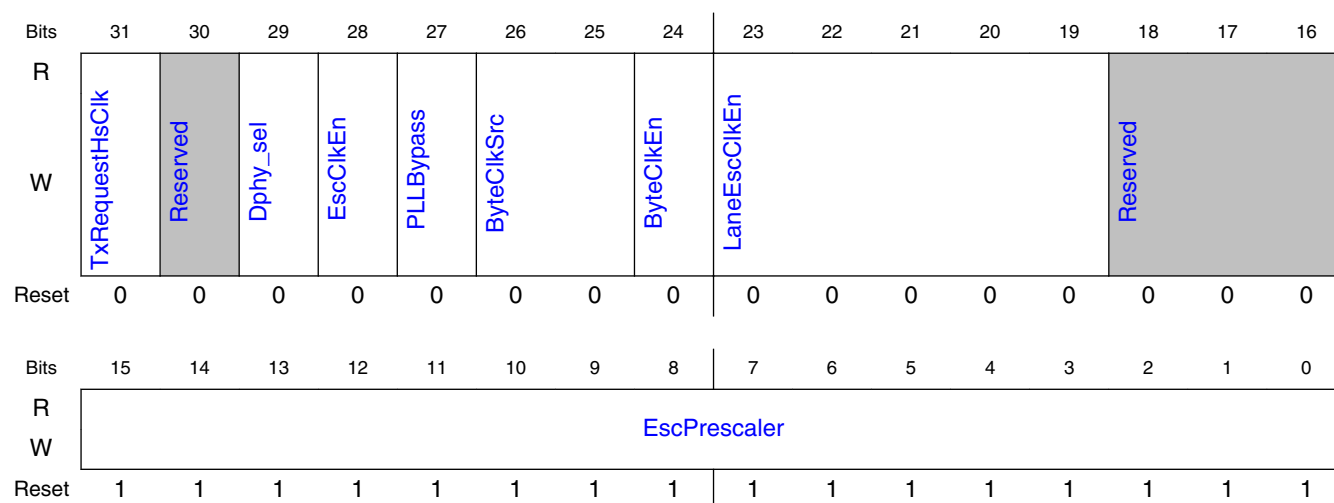 Bits 31 30 29 28 27 26 25 24 23 22 21 20 19 18 17 16
R
W
TxRequestHsClk
Reserved
Dphy_sel
EscClkEn
PLLBypass
ByteClkSrc
ByteClkEn
LaneEscClkEn
Reserved
Reset 0 0 0 0 0 0 0 0 0 0 0 0 0 0 0 0
Bits 15 14 13 12 11 10 9 8 7 6 5 4 3 2 1 0
R
W
EscPrescaler
Reset 1 1 1 1 1 1 1 1 1 1 1 1 1 1 1 1